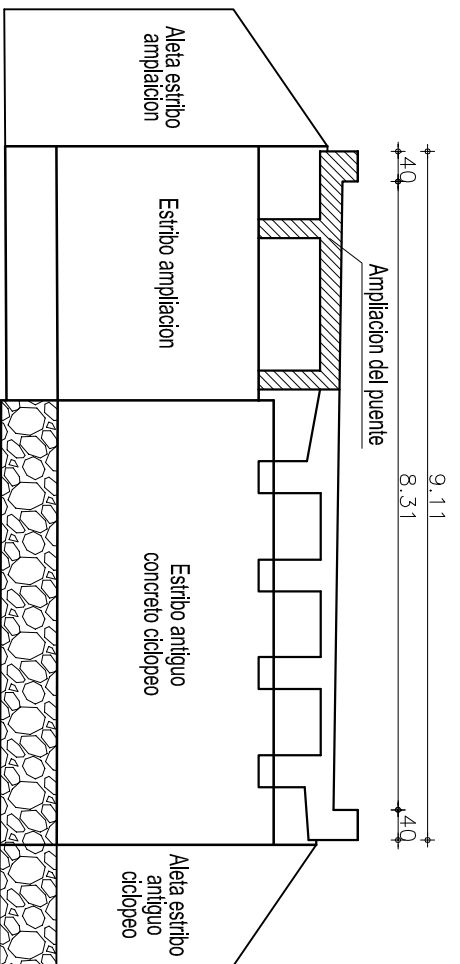 9.11
40
8.31
40
Ampliacion del puente
Aleta estribo
amplaicion
Estribo ampliacion
Estribo antiguo
concreto ciclopeo
Aleta estribo
antiguo
ciclopeo